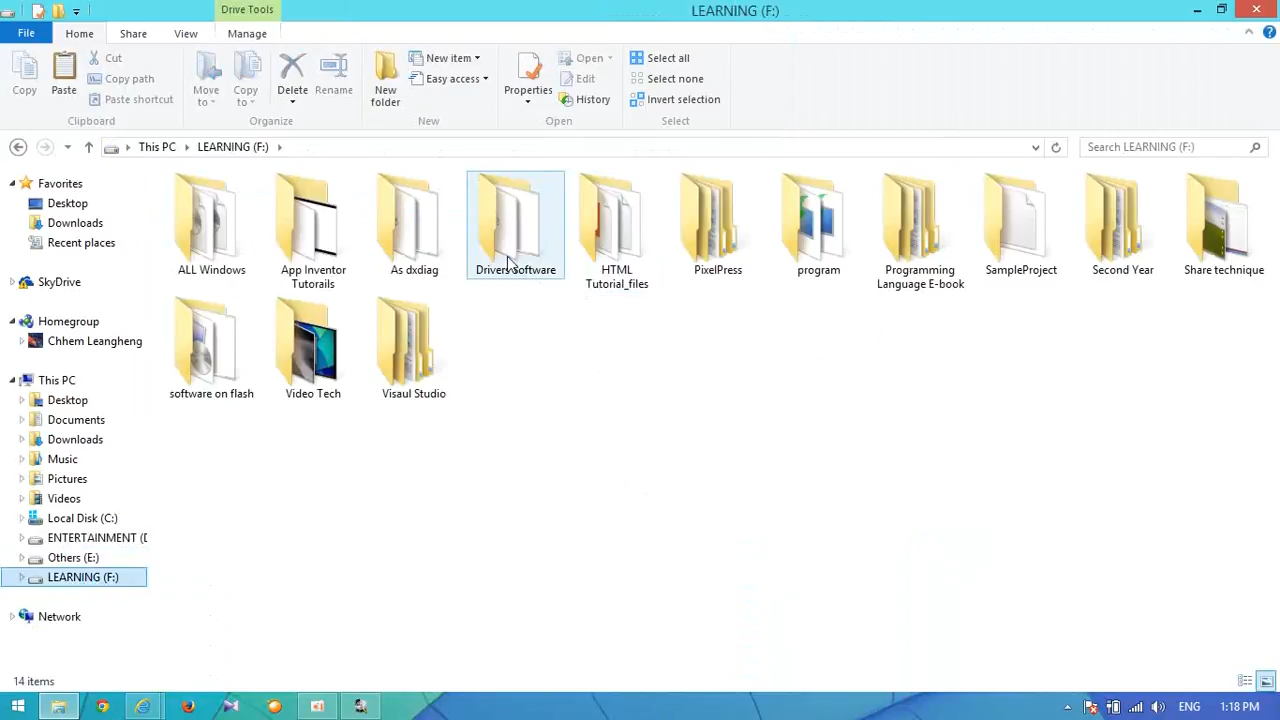 Drive Tools
LEARNING (F:)
File
Home
Share
View
Manage
Copy
Paste
Cut
Copy path
Paste shortcut
Clipboard
Move to
Copy to
Delete
Rename
Organize
New folder
New item
Easy access
New
Properties
Open
Edit
History
Open
Select all
Select none
Invert selection
Select
This PC
LEARNING (F:)
Search LEARNING (F:)
Favorites
Desktop
Downloads
Recent places
SkyDrive
Homegroup
Chhem Leangheng
This PC
Desktop
Documents
Downloads
Music
Pictures
Videos
Local Disk (C:)
ENTERTAINMENT (
Others (E:)
LEARNING (F:)
Network
ALL Windows
App Inventor
Tutorails
As dxdiag
Drivers Software
HTML
Tutorial_files
PixelPress
program
Programming
Language E-book
SampleProject
Second Year
Share technique
software on flash
Video Tech
Visaul Studio
14 items
ENG
1:18 PM